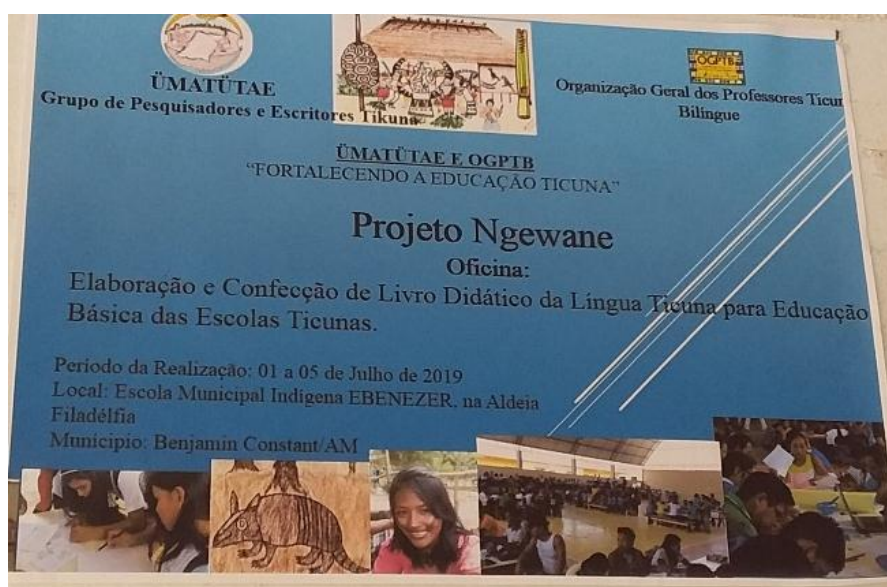 ÜMATÜTAE
Grupo de Pesquisadores e Escritores Tikuna
OGPTB
Organização Geral dos Professores Ticun
Bilíngue
ÜMATÜTAE E OGPTB
“FORTALECENDO A EDUCAÇÃO TICUNA”
Projeto Ngewane
Oficina:
Elaboração e Confecção de Livro Didático da Língua Ticuna para Educação
Básica das Escolas Ticunas.
Período da Realização: 01 a 05 de Julho de 2019
Local: Escola Municipal Indígena EBENEZER, na Aldeia
Filadélfia
Município: Benjamin Constant/AM